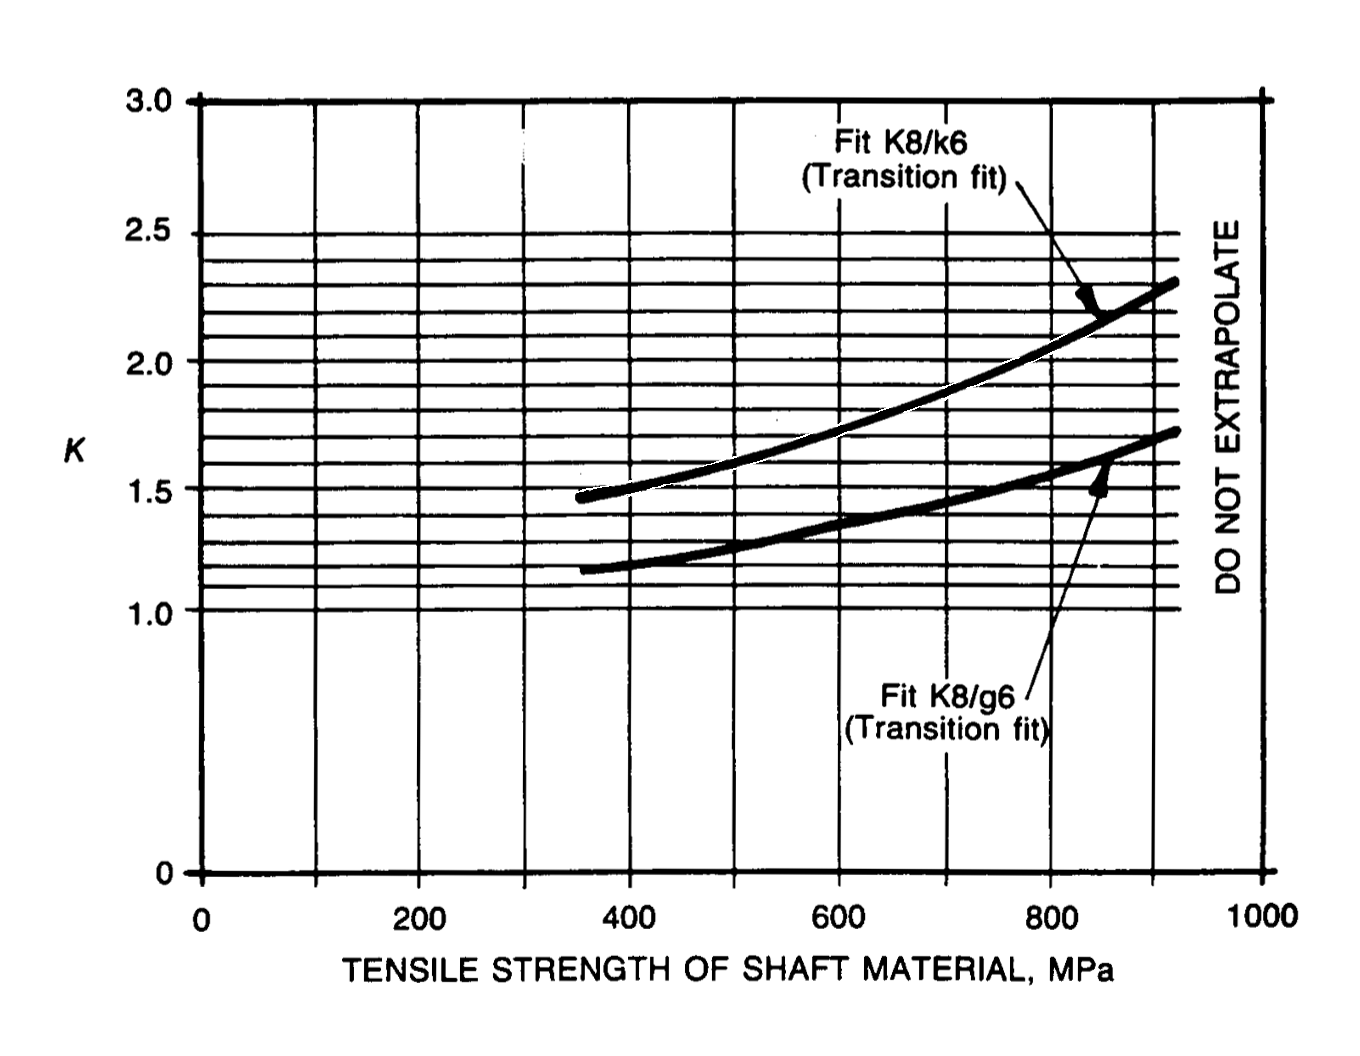 3.0
Fit K8/k6
(Transition fit)
2.5
2.0
K
1.5
1.0
Fit K8/g6
(Transition fit)
0
0 200 400 600 800 1000
TENSILE STRENGTH OF SHAFT MATERIAL, MPa
DO NOT EXTRAPOLATE